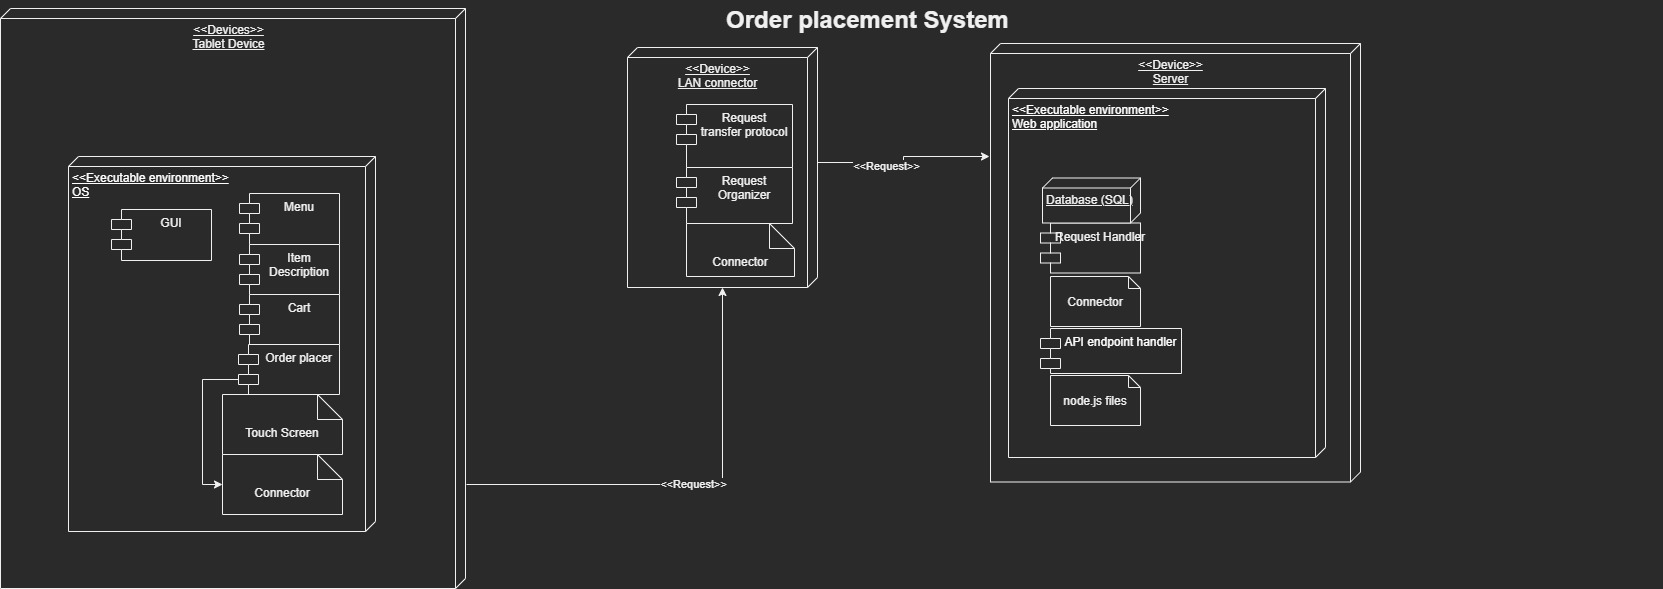 Order placement System
<<Devices>>
Tablet Device
<<Executable environment>>
OS
GUI
Menu
Item
Description
Cart
Order placer
Touch Screen
Connector
<<Request>>
<<Device>>
LAN connector
Request
transfer protocol
Request
Organizer
Connector
<<Request>>
<<Device>>
Server
<<Executable environment>>
Web application
Database (SQL)
Request Handler
Connector
API endpoint handler
node.js files